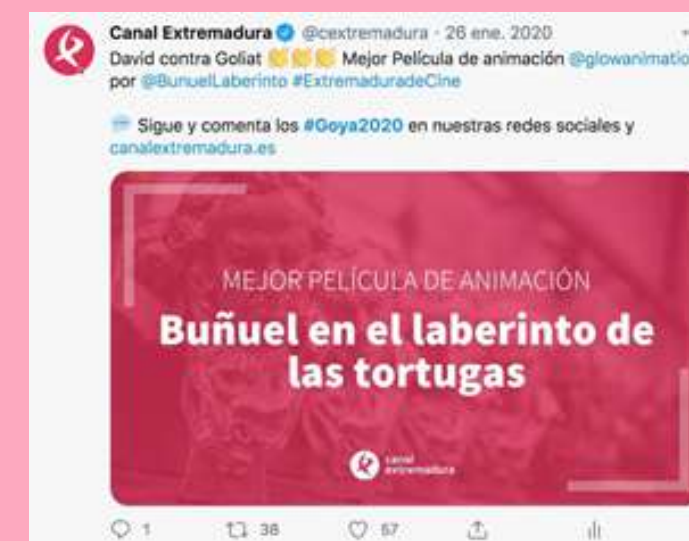 Canal Extremadura @cextremadura · 26 ene. 2020
David contra Goliat 👏👏👏 Mejor Película de animación @glowanimatio
por @BunuelLaberinto #ExtremaduradeCine
💬 Sigue y comenta los #Goya2020 en nuestras redes sociales y
canalextremadura.es
MEJOR PELÍCULA DE ANIMACIÓN
Buñuel en el laberinto de
las tortugas
canal
extremadura
1 38 57